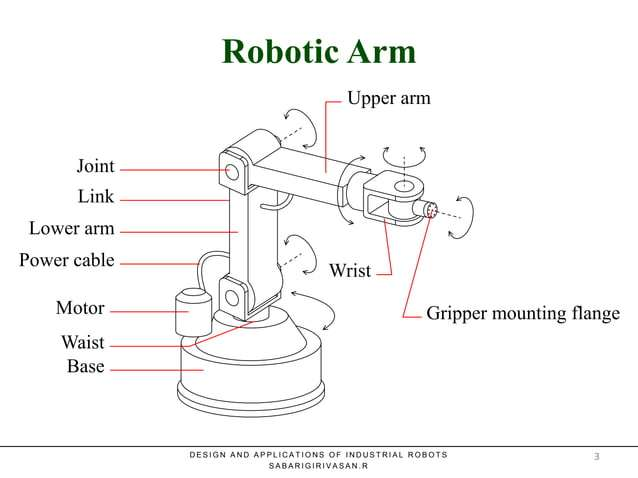 Robotic Arm
Upper arm
Joint
Link
Lower arm
Power cable
Wrist
Motor
Gripper mounting flange
Waist
Base
DESIGN AND APPLICATIONS OF INDUSTRIAL ROBOTS
SABARIGIRIVASAN.R
3